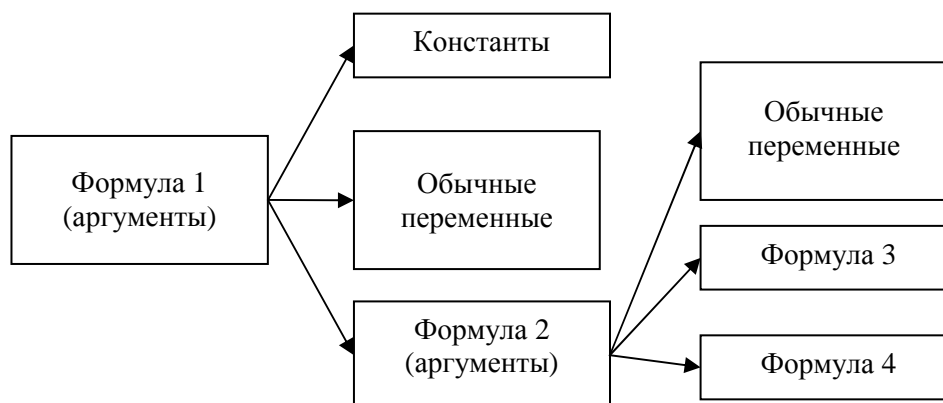 Константы
Формула 1
(аргументы)
Обычные
переменные
Формула 2
(аргументы)
Обычные
переменные
Формула 3
Формула 4